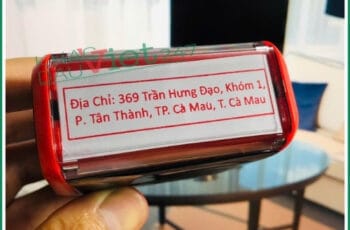 Địa Chỉ: 369 Trần Hưng Đạo, Khóm 1,
P. Tân Thành, TP. Cà Mau, T. Cà Mau